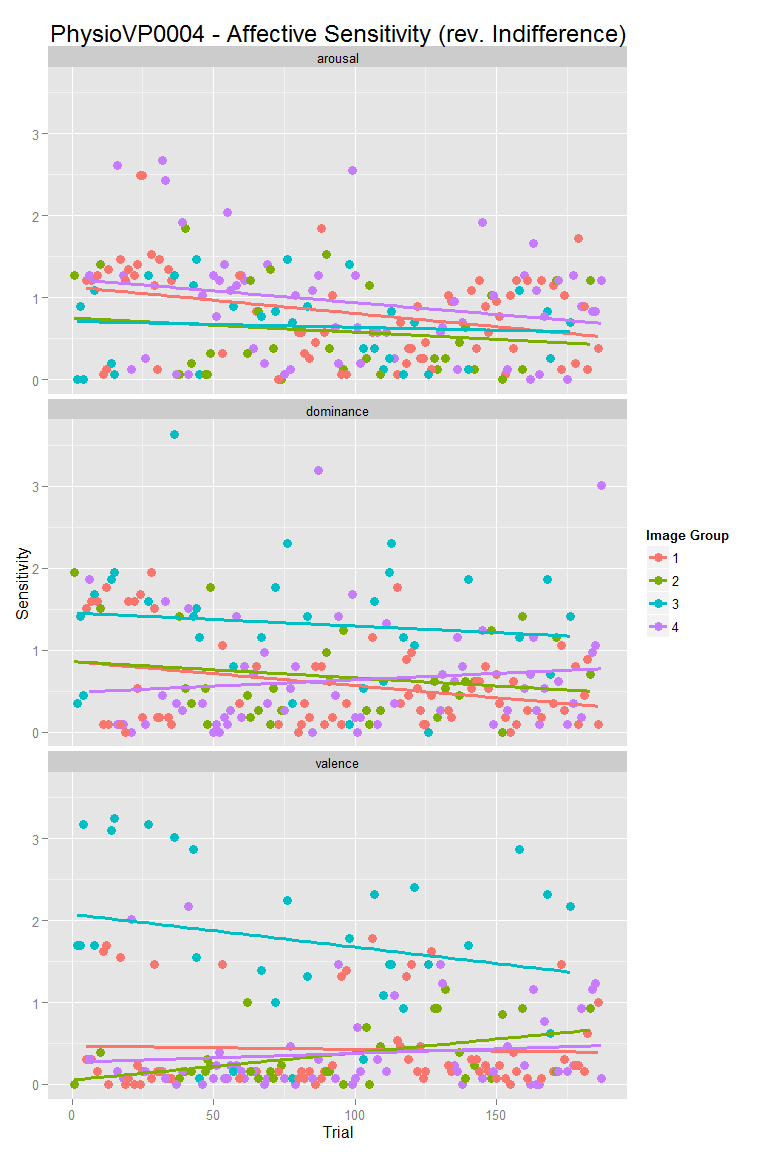 PhysioVP0004 - Affective Sensitivity (rev. Indifference)
arousal
3
2
1
0
dominance
3
2
1
0
valence
3
2
1
0
0 50 100 150
Trial
Sensitivity
Image Group
1
2
3
4